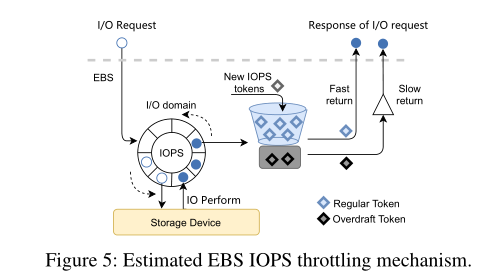 I/O Request
Response of I/O request
EBS
New IOPS
tokens
Fast
return
Slow
return
I/O domain
IOPS
IO Perform
Regular Token
Overdraft Token
Storage Device
Figure 5: Estimated EBS IOPS throttling mechanism.